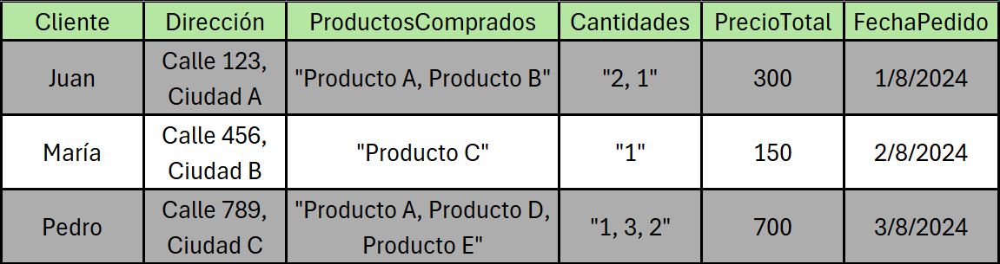 Cliente Dirección ProductosComprados Cantidades PrecioTotal FechaPedido
Juan Calle 123, Ciudad A "Producto A, Producto B" "2, 1" 300 1/8/2024
María Calle 456, Ciudad B "Producto C" "1" 150 2/8/2024
Pedro Calle 789, Ciudad C "Producto A, Producto D, Producto E" "1, 3, 2" 700 3/8/2024